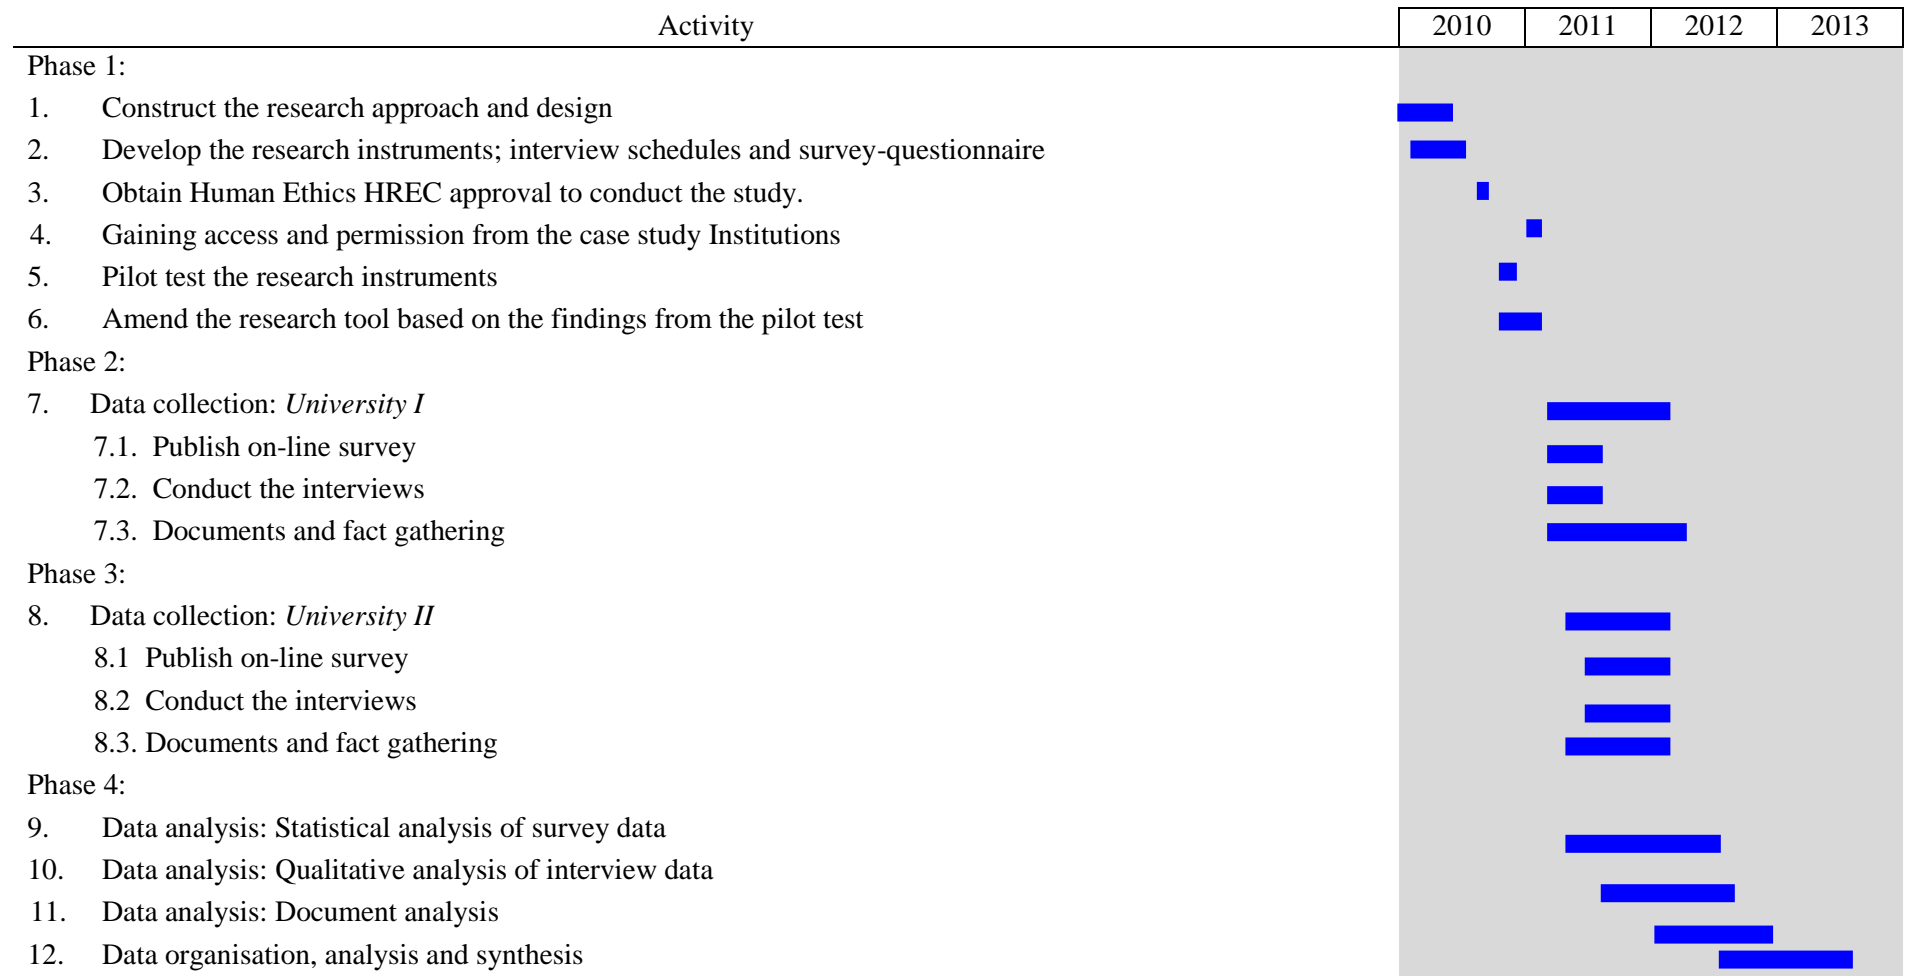 Activity 2010 2011 2012 2013
Phase 1:
1. Construct the research approach and design
2. Develop the research instruments; interview schedules and survey-questionnaire
3. Obtain Human Ethics HREC approval to conduct the study.
4. Gaining access and permission from the case study Institutions
5. Pilot test the research instruments
6. Amend the research tool based on the findings from the pilot test
Phase 2:
7. Data collection: University I
7.1. Publish on-line survey
7.2. Conduct the interviews
7.3. Documents and fact gathering
Phase 3:
8. Data collection: University II
8.1 Publish on-line survey
8.2 Conduct the interviews
8.3. Documents and fact gathering
Phase 4:
9. Data analysis: Statistical analysis of survey data
10. Data analysis: Qualitative analysis of interview data
11. Data analysis: Document analysis
12. Data organisation, analysis and synthesis